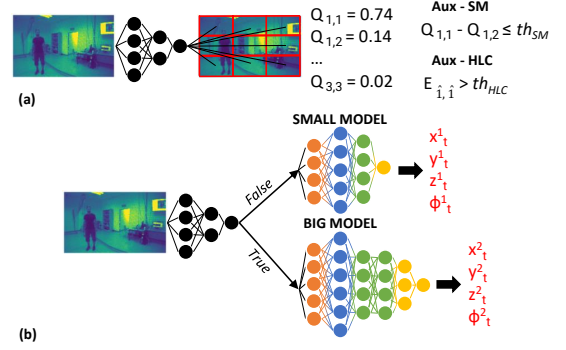 Q1,1 = 0.74
Q1,2 = 0.14
...
Q3,3 = 0.02
Aux - SM
Q1,1 - Q1,2 ≤ thSM
Aux - HLC
E î, î > thHLC
(a)
SMALL MODEL
False
x¹t
y¹t
z¹t
ϕ¹t
BIG MODEL
True
x²t
y²t
z²t
ϕ²t
(b)